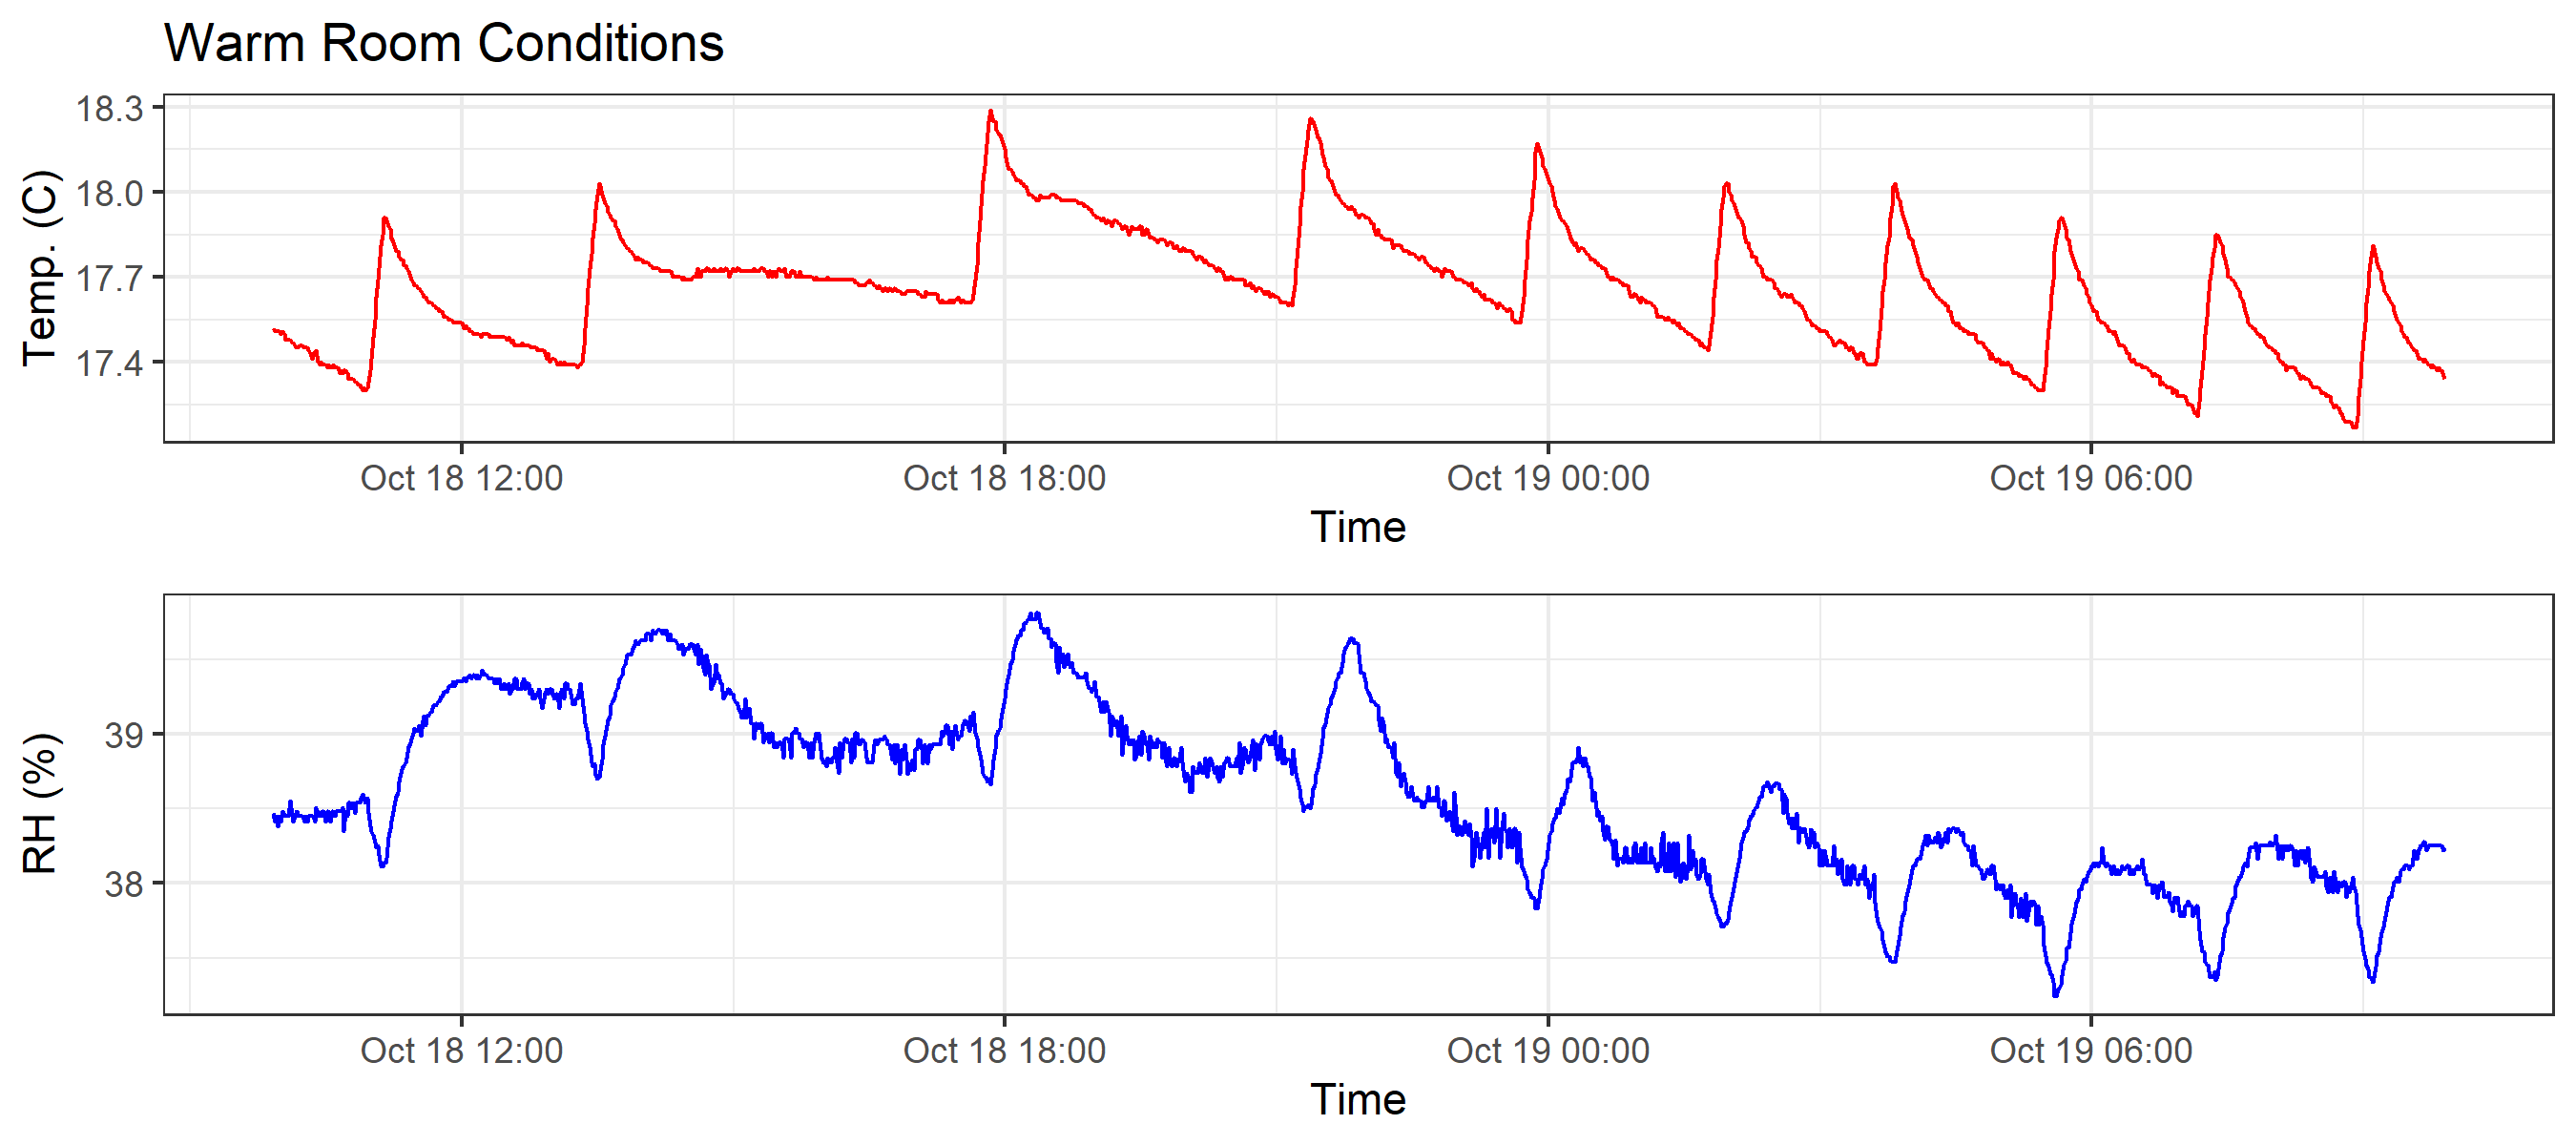 Warm Room Conditions
Temp. (C)
18.3
18.0
17.7
17.4
Oct 18 12:00 Oct 18 18:00 Oct 19 00:00 Oct 19 06:00
Time
RH (%)
39
38
Oct 18 12:00 Oct 18 18:00 Oct 19 00:00 Oct 19 06:00
Time